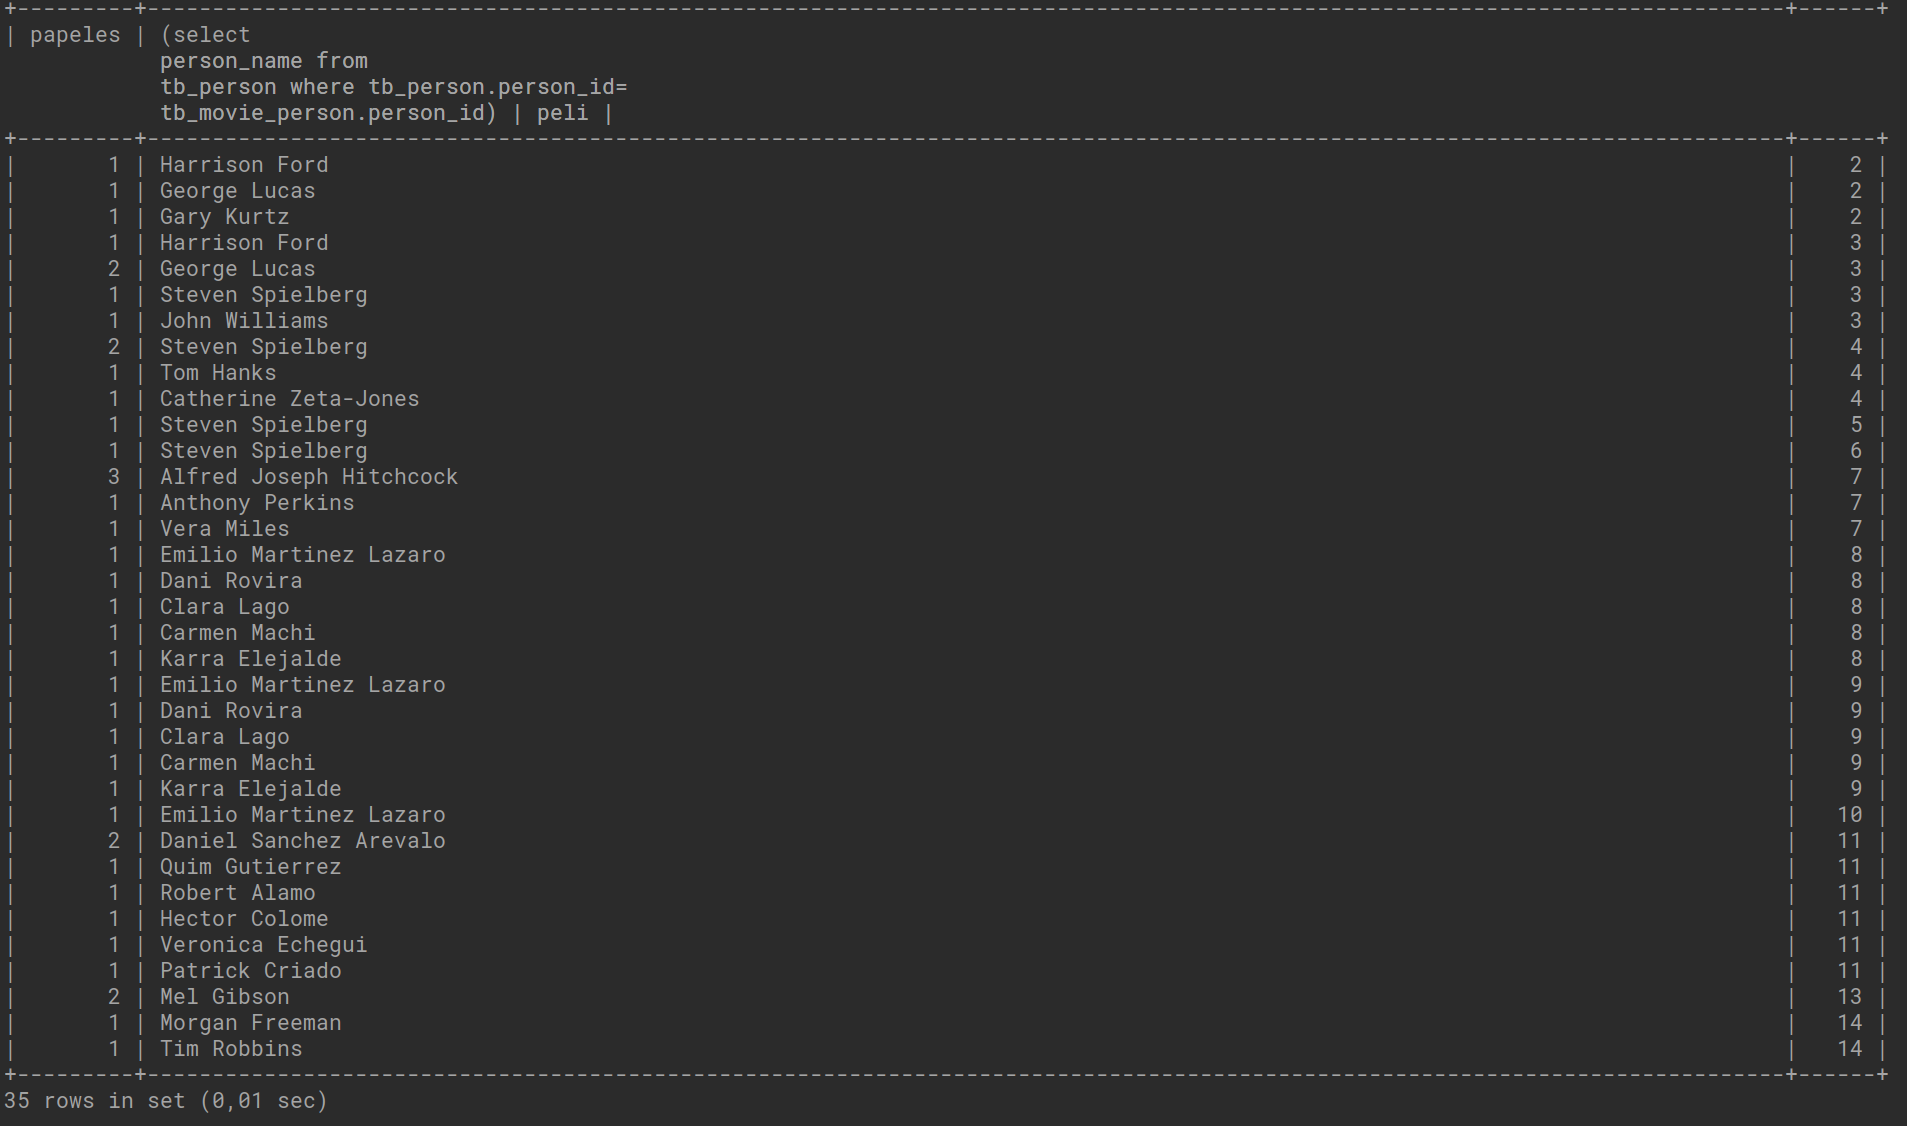 +---------+------------------------------------------------------------------------------------------------------------------------------+------+
| papeles | (select
person_name from
tb_person where tb_person.person_id=
tb_movie_person.person_id) | peli |
+---------+------------------------------------------------------------------------------------------------------------------------------+------+
| 1 | Harrison Ford | 2 |
| 1 | George Lucas | 2 |
| 1 | Gary Kurtz | 2 |
| 1 | Harrison Ford | 3 |
| 2 | George Lucas | 3 |
| 1 | Steven Spielberg | 3 |
| 1 | John Williams | 3 |
| 2 | Steven Spielberg | 4 |
| 1 | Tom Hanks | 4 |
| 1 | Catherine Zeta-Jones | 4 |
| 1 | Steven Spielberg | 5 |
| 1 | Steven Spielberg | 6 |
| 3 | Alfred Joseph Hitchcock | 7 |
| 1 | Anthony Perkins | 7 |
| 1 | Vera Miles | 7 |
| 1 | Emilio Martinez Lazaro | 8 |
| 1 | Dani Rovira | 8 |
| 1 | Clara Lago | 8 |
| 1 | Carmen Machi | 8 |
| 1 | Karra Elejalde | 8 |
| 1 | Emilio Martinez Lazaro | 9 |
| 1 | Dani Rovira | 9 |
| 1 | Clara Lago | 9 |
| 1 | Carmen Machi | 9 |
| 1 | Karra Elejalde | 9 |
| 1 | Emilio Martinez Lazaro | 10 |
| 2 | Daniel Sanchez Arevalo | 11 |
| 1 | Quim Gutierrez | 11 |
| 1 | Robert Alamo | 11 |
| 1 | Hector Colome | 11 |
| 1 | Veronica Echegui | 11 |
| 1 | Patrick Criado | 11 |
| 2 | Mel Gibson | 13 |
| 1 | Morgan Freeman | 14 |
| 1 | Tim Robbins | 14 |
+---------+------------------------------------------------------------------------------------------------------------------------------+------+
35 rows in set (0,01 sec)